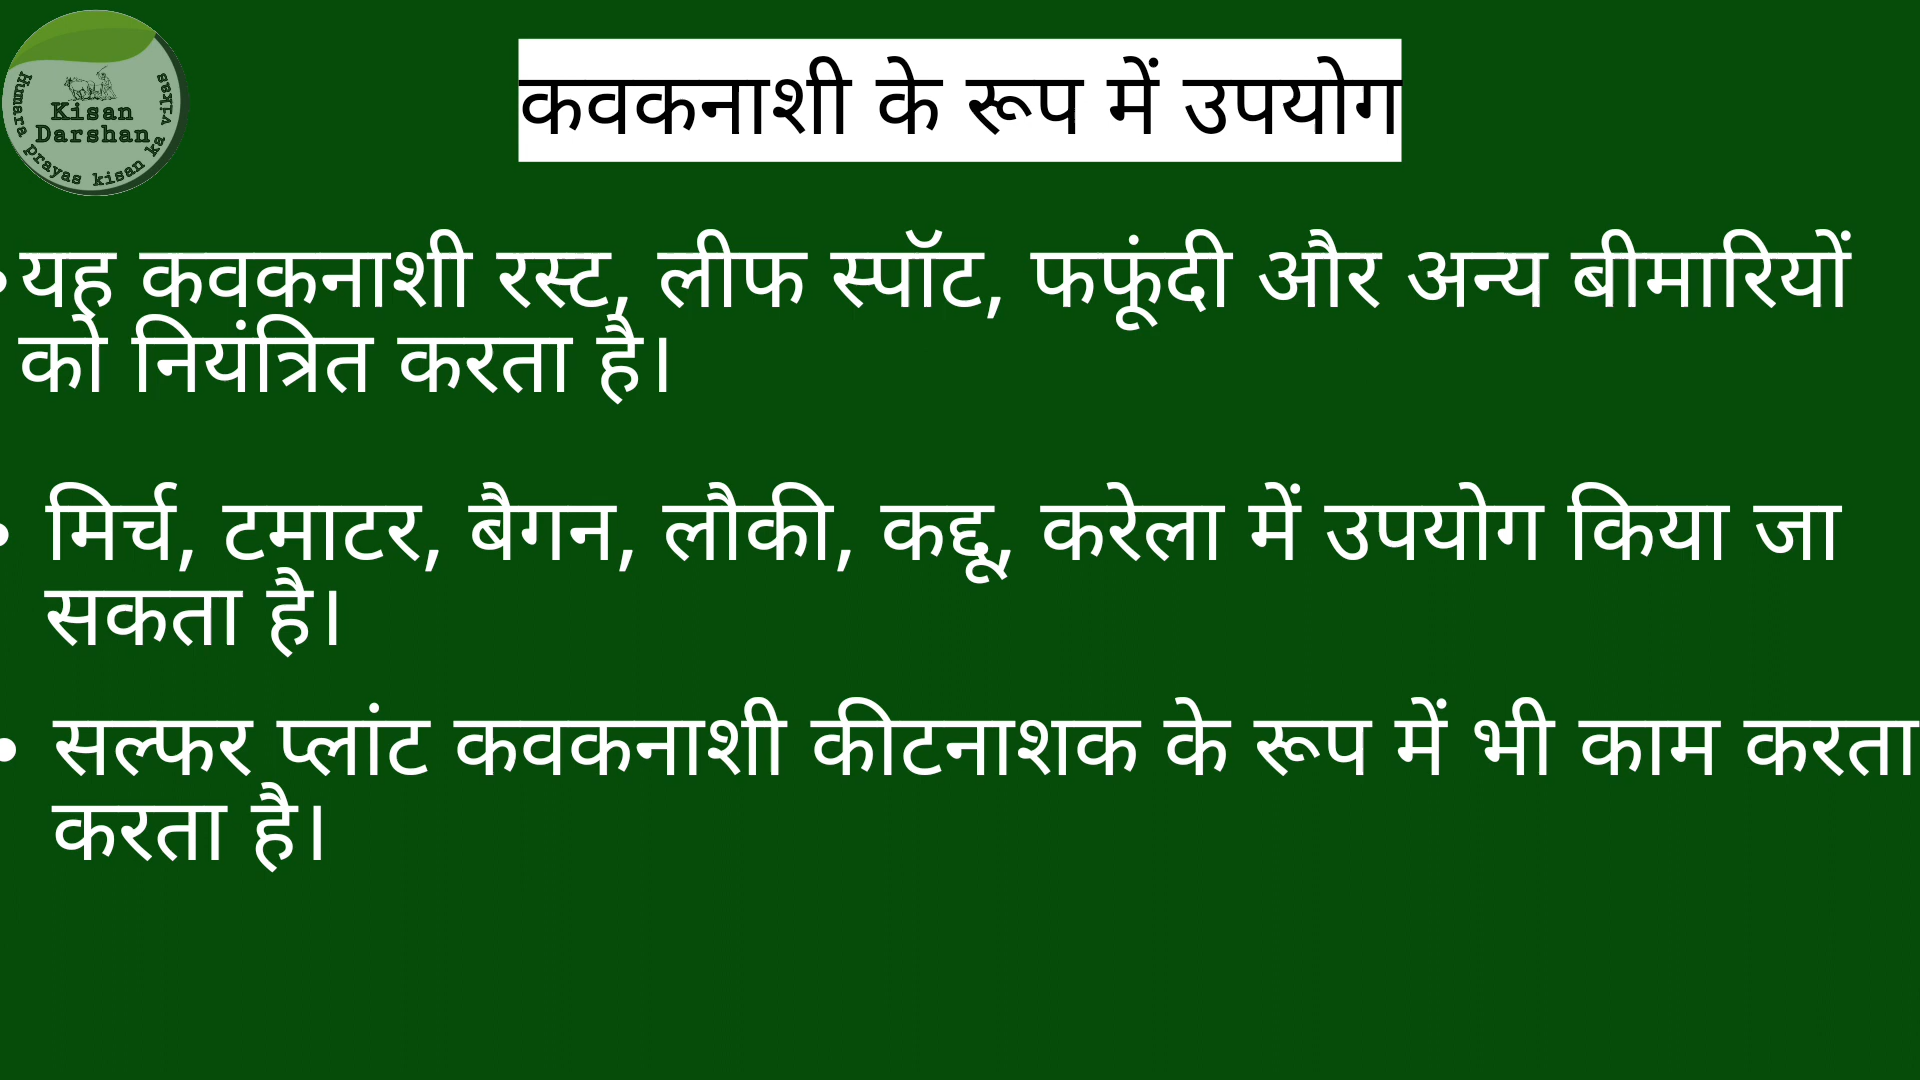 Kisan
Darshan
Humara prayas kisan ka vikas
कवकनाशी के रूप में उपयोग
•यह कवकनाशी रस्ट, लीफ स्पॉट, फफूंदी और अन्य बीमारियों
को नियंत्रित करता है।
• मिर्च, टमाटर, बैगन, लौकी, कद्दू, करेला में उपयोग किया जा
सकता है।
• सल्फर प्लांट कवकनाशी कीटनाशक के रूप में भी काम करता
करता है।